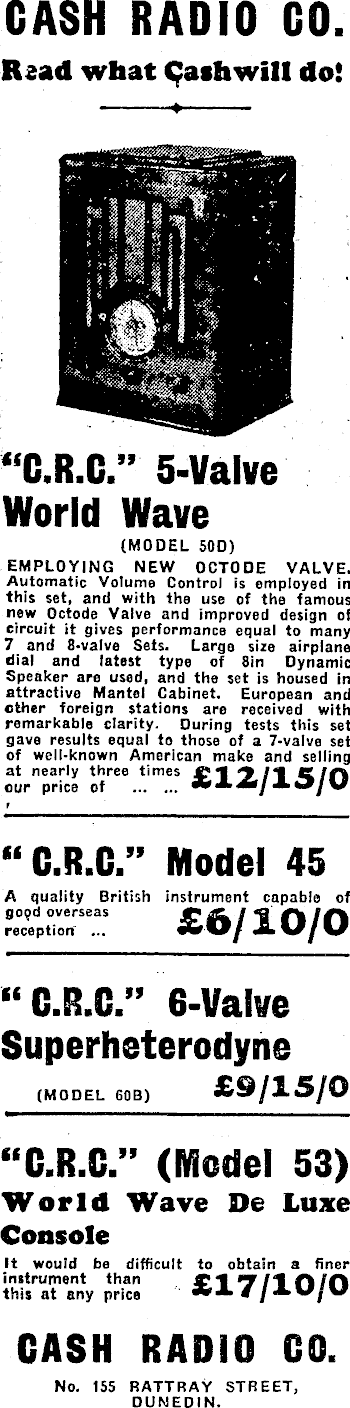 CASH RADIO CO.
Read what Cash will do!
"C.R.C." 5-Valve
World Wave
(MODEL 50D)
EMPLOYING NEW OCTODE VALVE.
Automatic Volume Control is employed in
this set, and with the use of the famous
new Octode Valve and improved design of
circuit it gives performance equal to many
7 and 8-valve Sets. Large size airplane
dial and latest type of 8in Dynamic
Speaker are used, and the set is housed in
attractive Mantel Cabinet. European and
other foreign stations are received with
remarkable clarity. During tests this set
gave results equal to those of a 7-valve set
of well-known American make and selling
at nearly three times
our price of ... ... £12/15/0
"C.R.C." Model 45
A quality British instrument capable of
good overseas
reception ... £6/10/0
"C.R.C." 6-Valve
Superheterodyne
(MODEL 60B) £9/15/0
"C.R.C." (Model 53)
World Wave De Luxe
Console
It would be difficult to obtain a finer
instrument than
this at any price £17/10/0
CASH RADIO CO.
No. 155 RATTRAY STREET,
DUNEDIN.